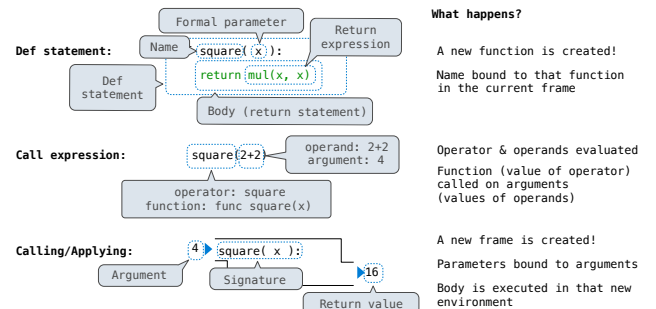 What happens?
Formal parameter
Return
expression
Def statement:
Name
square( x ):
A new function is created!
Def
statement
return mul(x, x)
Name bound to that function
in the current frame
Body (return statement)
Call expression:
square(2+2)
operand: 2+2
argument: 4
Operator & operands evaluated
Function (value of operator)
called on arguments
(values of operands)
operator: square
function: func square(x)
Calling/Applying:
4
square( x ):
A new frame is created!
Argument
Signature
16
Parameters bound to arguments
Return value
Body is executed in that new
environment